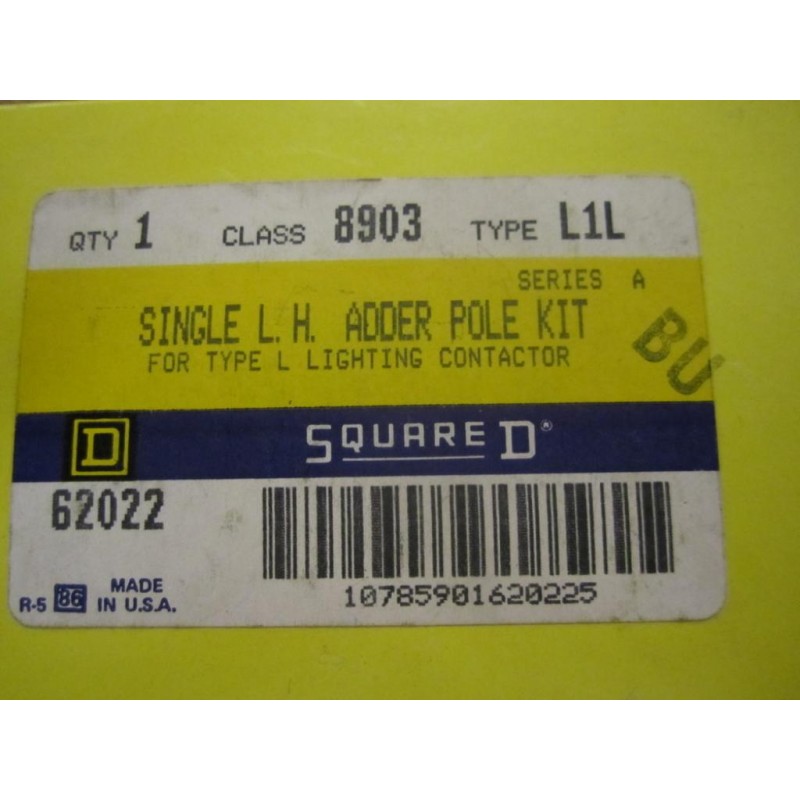 QTY 1 CLASS 8903 TYPE L1L
SERIES A
SINGLE L.H. ADDER POLE KIT
FOR TYPE L LIGHTING CONTACTOR
BU
D SQUARE D®
62022
MADE
R-5 86 IN U.S.A.
10785901620225